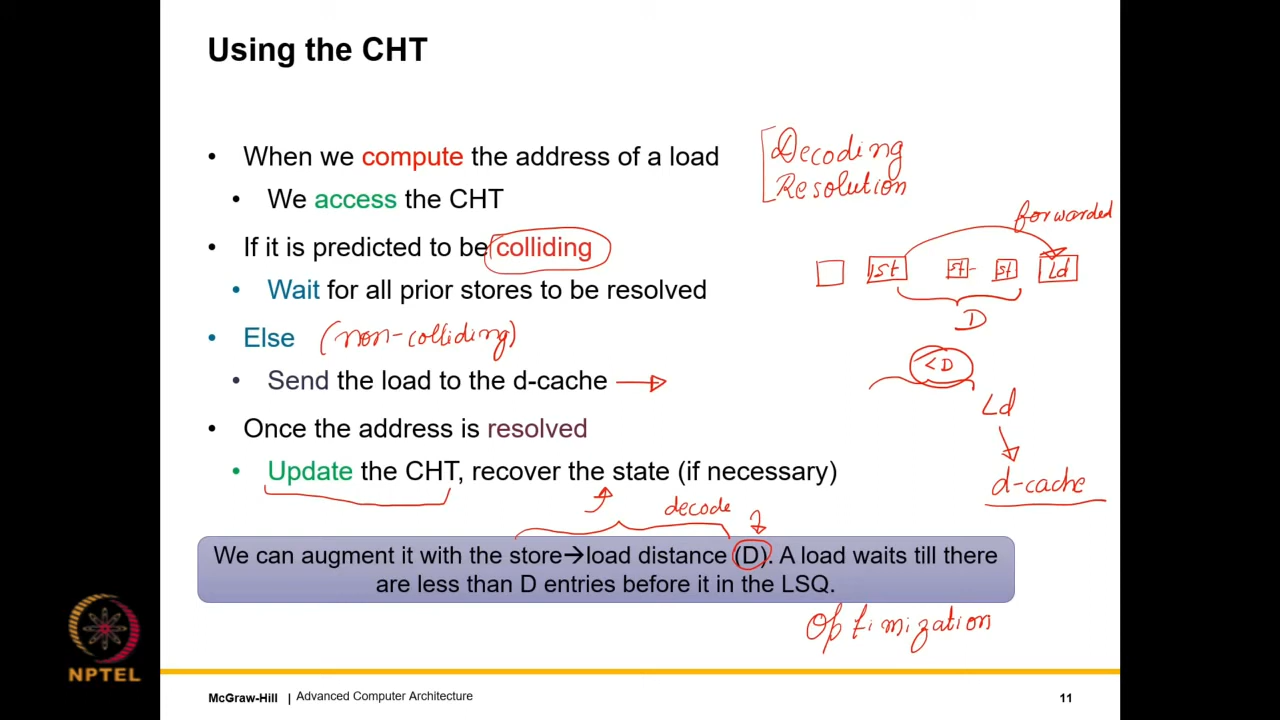 Using the CHT
• When we compute the address of a load
• We access the CHT
• If it is predicted to be colliding
• Wait for all prior stores to be resolved
• Else (non-colliding)
• Send the load to the d-cache →
• Once the address is resolved
• Update the CHT, recover the state (if necessary)
decode 2
We can augment it with the store→load distance (D). A load waits till there
are less than D entries before it in the LSQ.
Optimization
Decoding
Resolution
forwarded
st st st Ld
D
<D
Ld
d-cache
NPTEL
McGraw-Hill | Advanced Computer Architecture
11